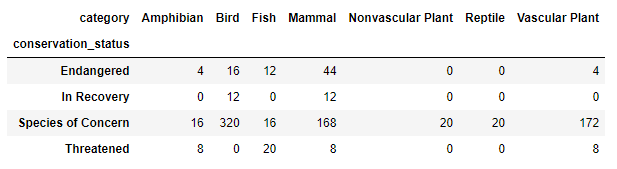 category Amphibian Bird Fish Mammal Nonvascular Plant Reptile Vascular Plant
conservation_status
Endangered 4 16 12 44 0 0 4
In Recovery 0 12 0 12 0 0 0
Species of Concern 16 320 16 168 20 20 172
Threatened 8 0 20 8 0 0 8